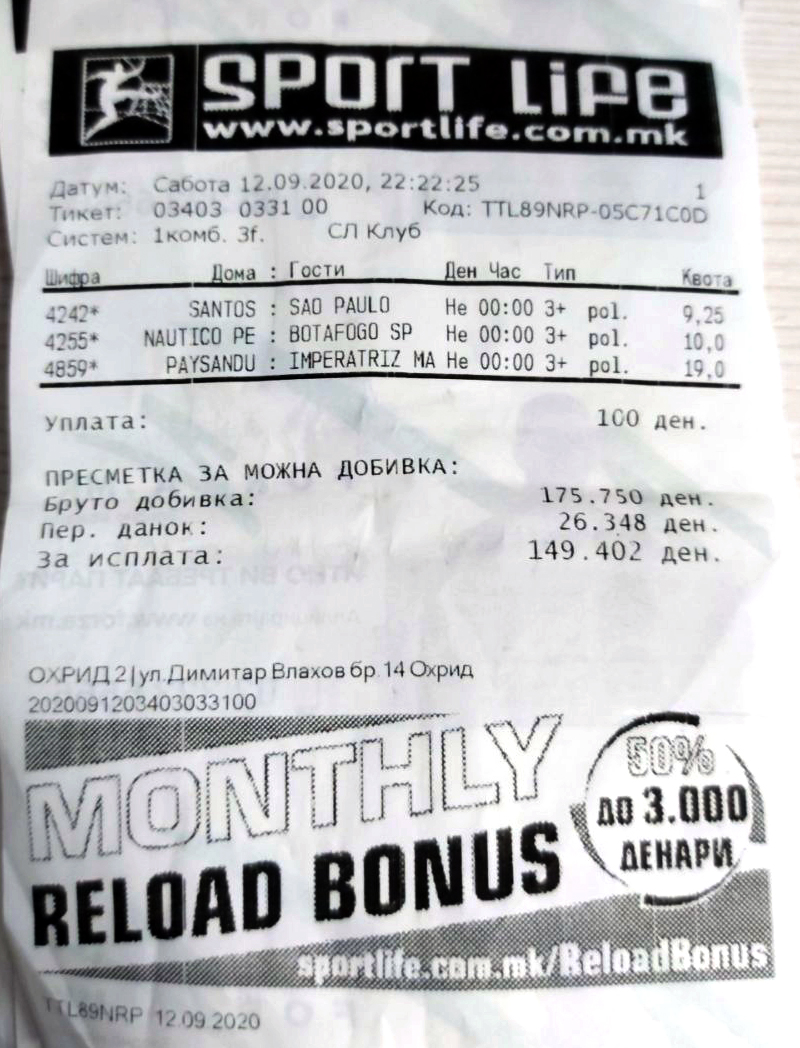 SPORT LiFe
www.sportlife.com.mk
Датум: Сабота 12.09.2020, 22:22:25 1
Тикет: 03403 0331 00 Код: TTL89NRP-05C71C0D
Систем: 1комб. 3f. СЛ Клуб
Шифра Дома : Гости Ден Час Тип Квота
4242* SANTOS : SAO PAULO Не 00:00 3+ pol. 9,25
4255* NAUTICO PE : BOTAFOGO SP Не 00:00 3+ pol. 10,0
4859* PAYSANDU : IMPERATRIZ MA Не 00:00 3+ pol. 19,0
Уплата: 100 ден.
ПРЕСМЕТКА ЗА МОЖНА ДОБИВКА:
Бруто добивка: 175.750 ден.
Пер. данок: 26.348 ден.
За исплата: 149.402 ден.
ОХРИД 2|ул.Димитар Влахов бр.14 Охрид
2020091203403033100
MONTHLY
RELOAD BONUS
50%
ДО 3.000
ДЕНАРИ
sportlife.com.mk/ReloadBonus
TTL89NRP 12.09.2020